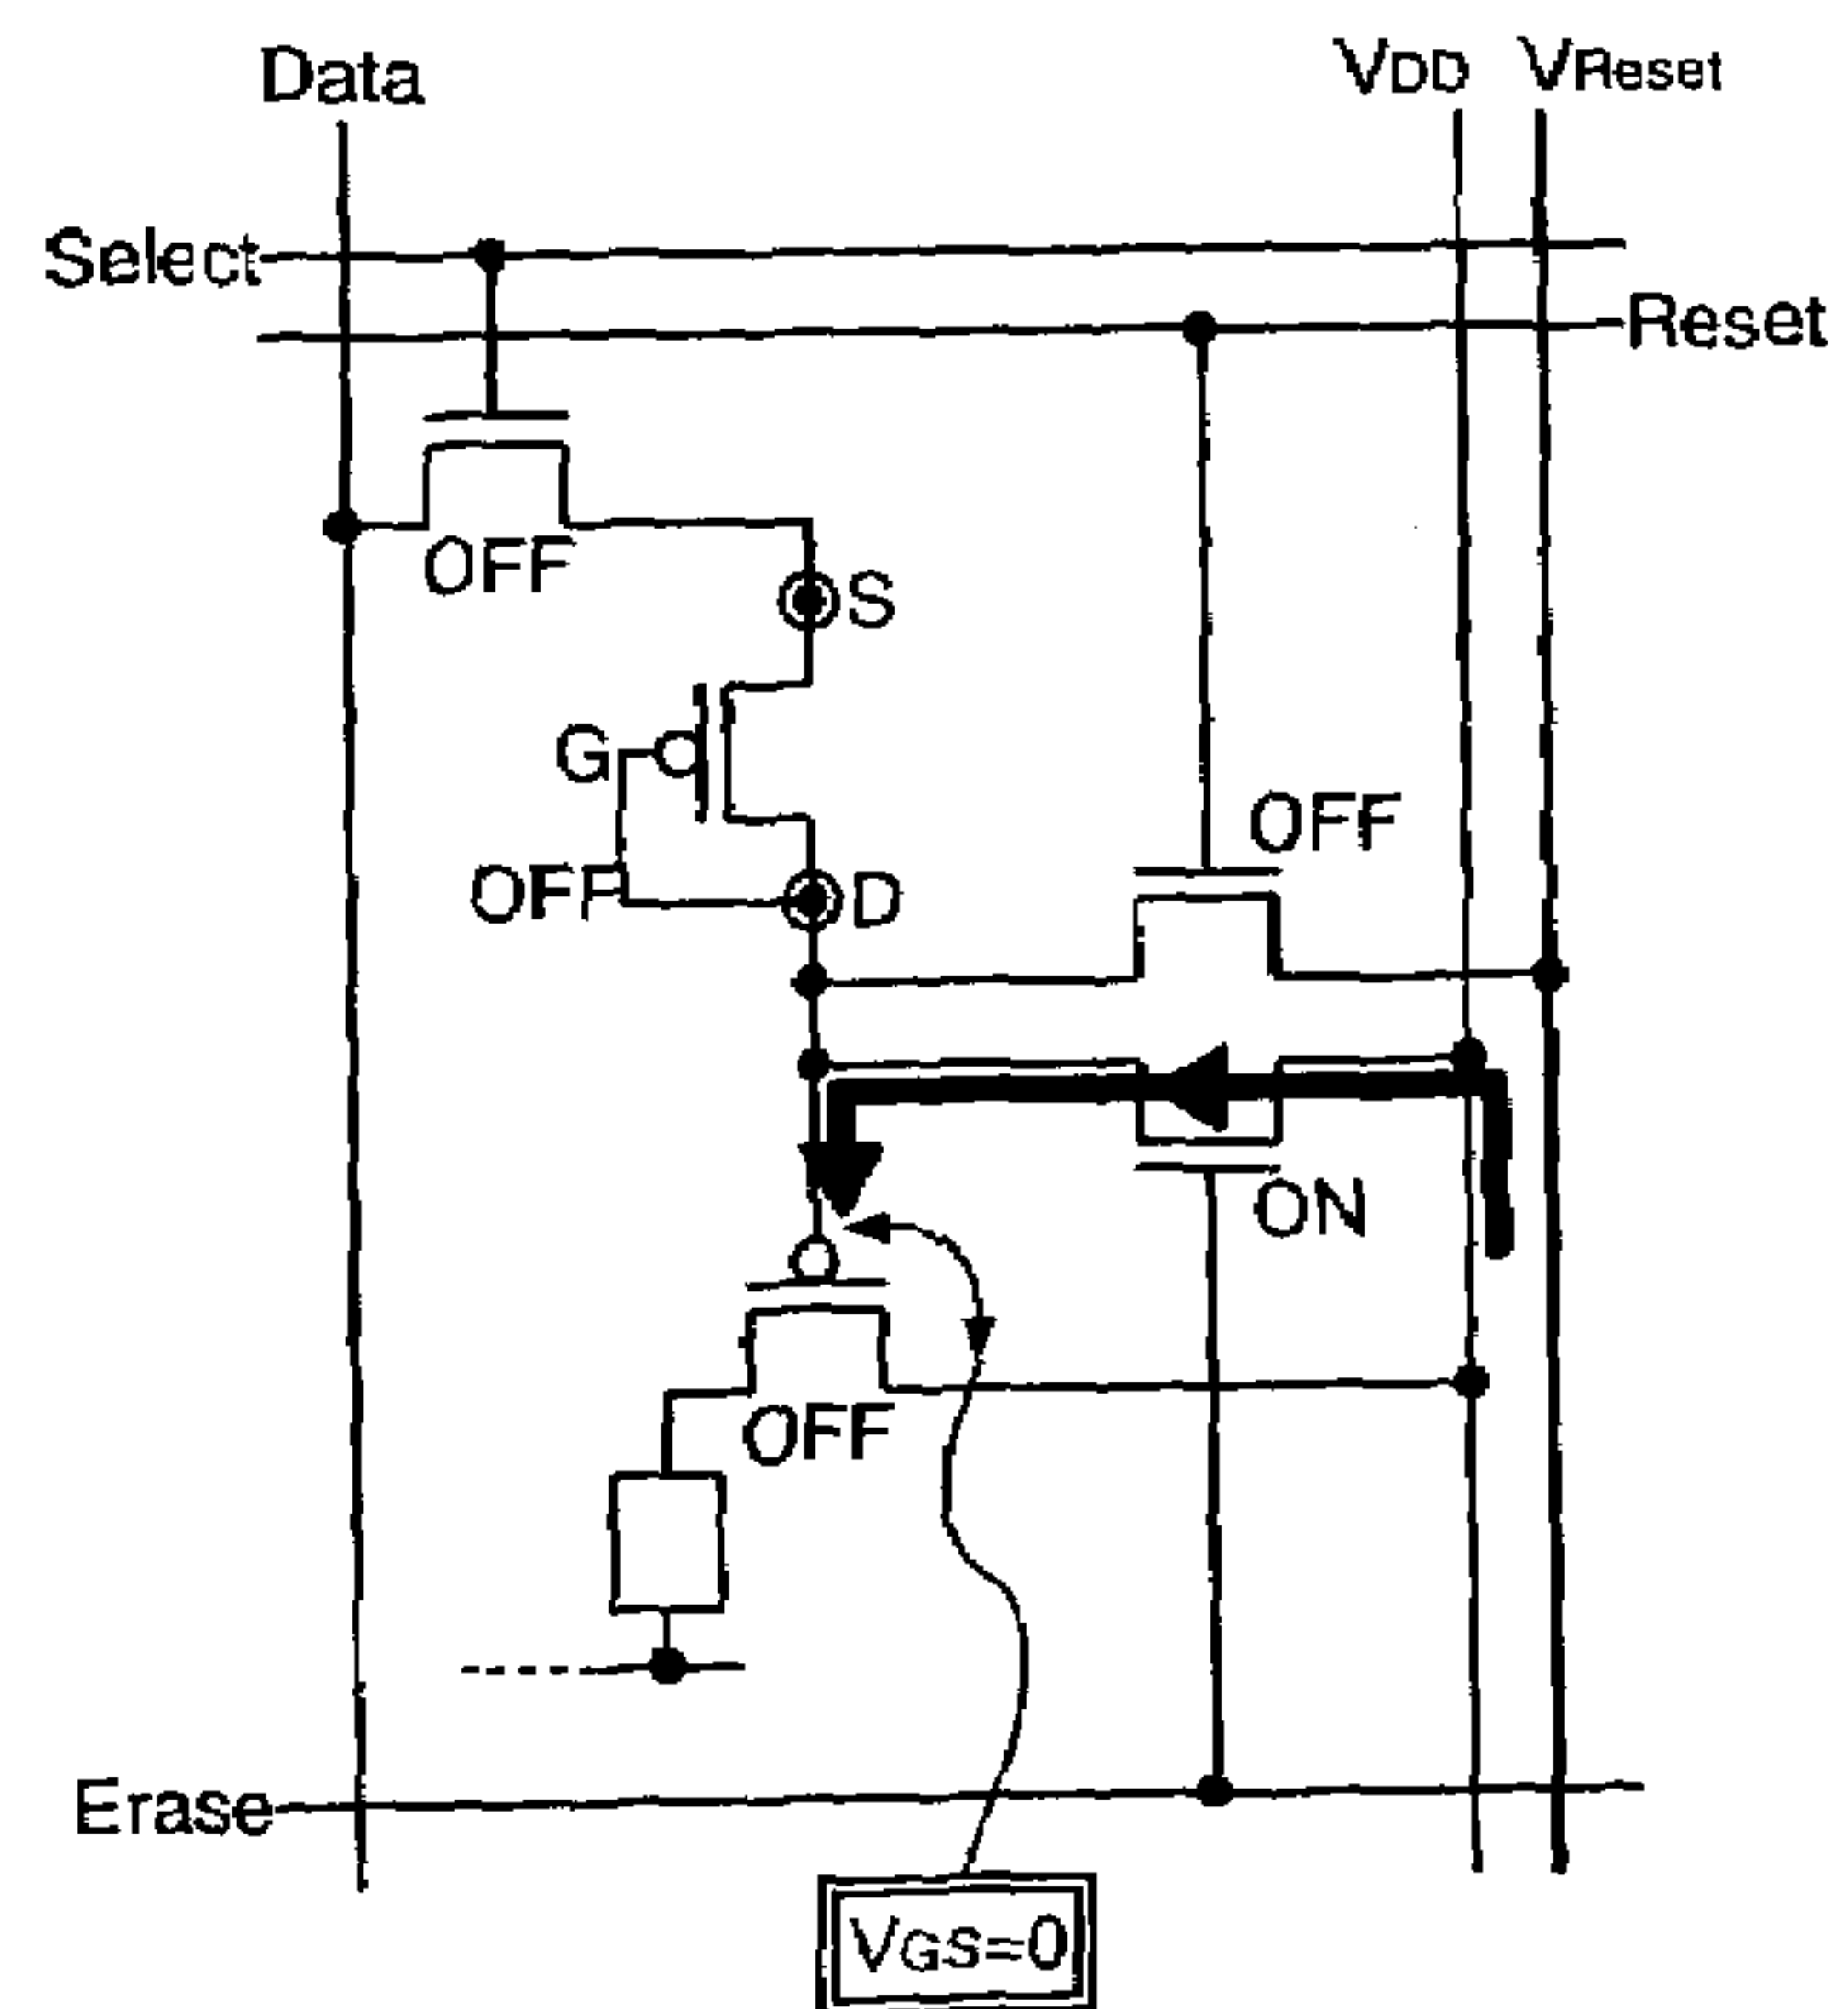 Data
VDD
VReset
Select
Reset
OFF
S
G
OFF
OFF
D
ON
OFF
Erase
VGS=0